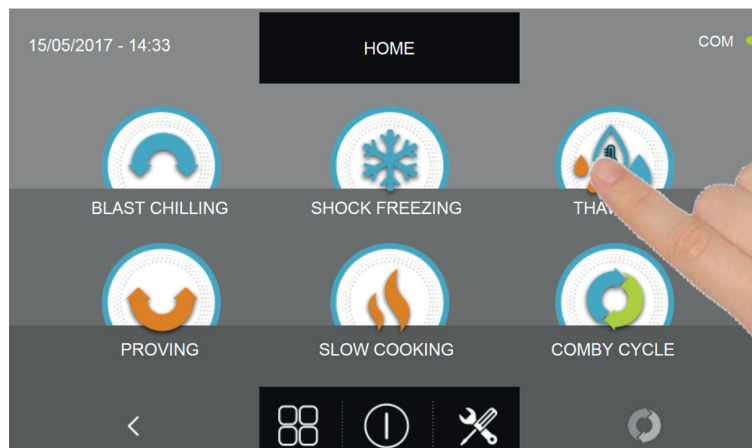 15/05/2017 - 14:33
HOME
COM
BLAST CHILLING
SHOCK FREEZING
PROVING
SLOW COOKING
COMBY CYCLE